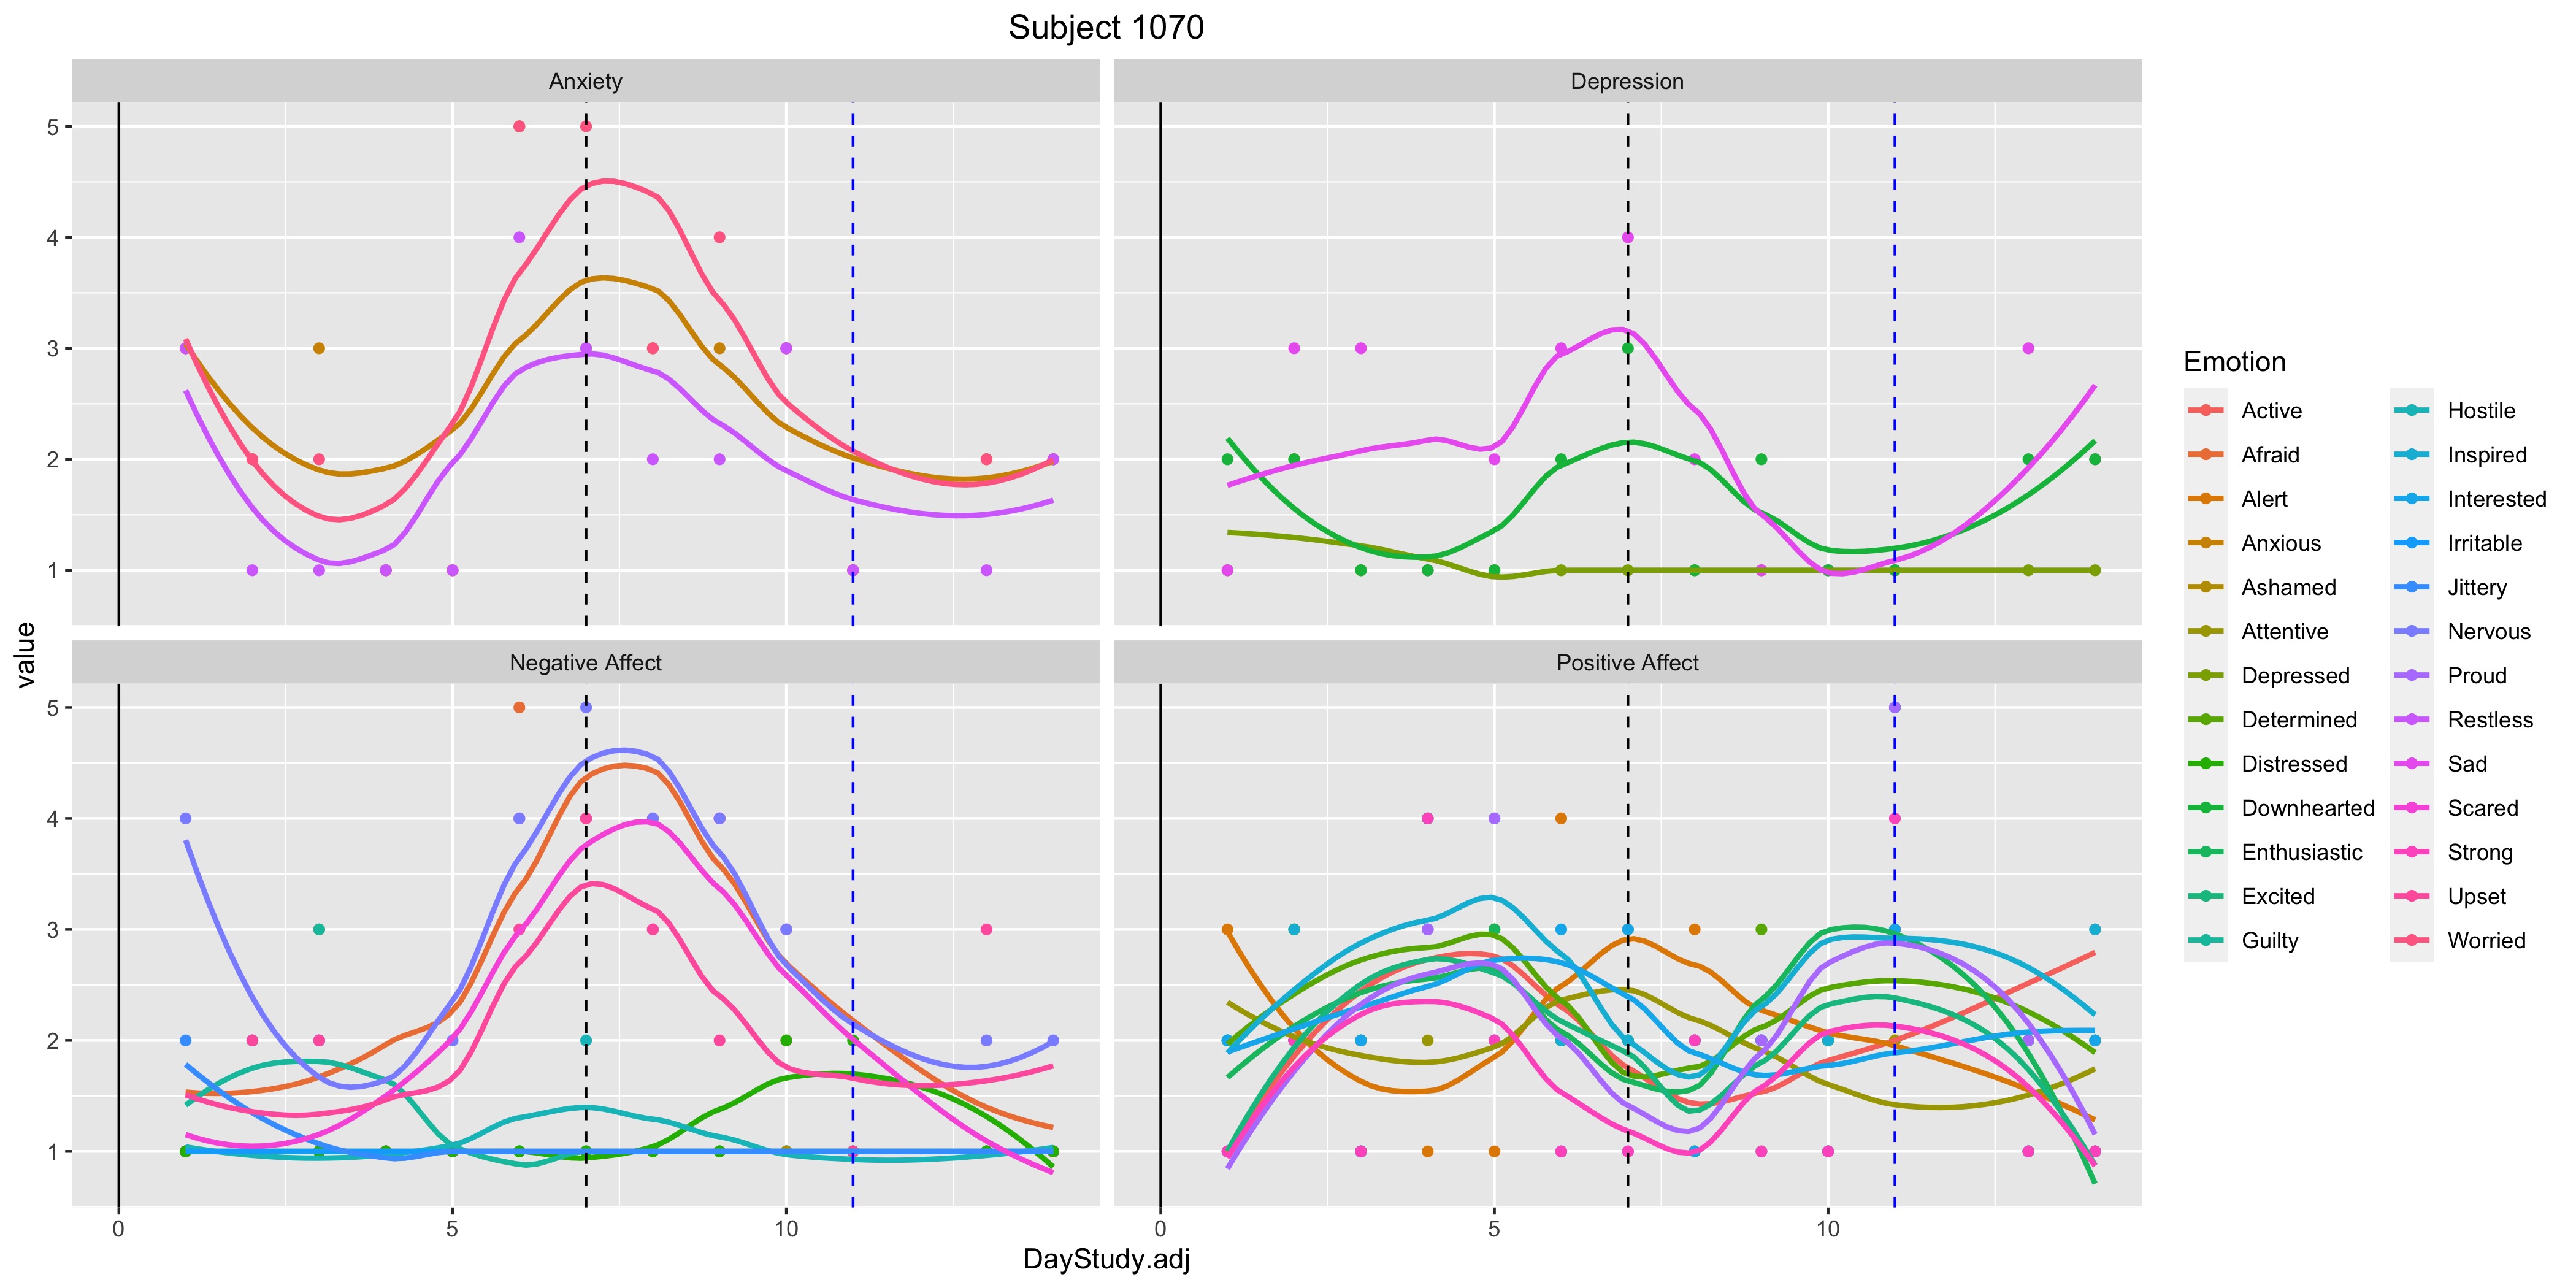 Subject 1070
Anxiety
Depression
5
4
3
2
1
Negative Affect
Positive Affect
5
4
3
2
1
0
5
10
0
5
10
value
DayStudy.adj
Emotion
Active
Afraid
Alert
Anxious
Ashamed
Attentive
Depressed
Determined
Distressed
Downhearted
Enthusiastic
Excited
Guilty
Hostile
Inspired
Interested
Irritable
Jittery
Nervous
Proud
Restless
Sad
Scared
Strong
Upset
Worried